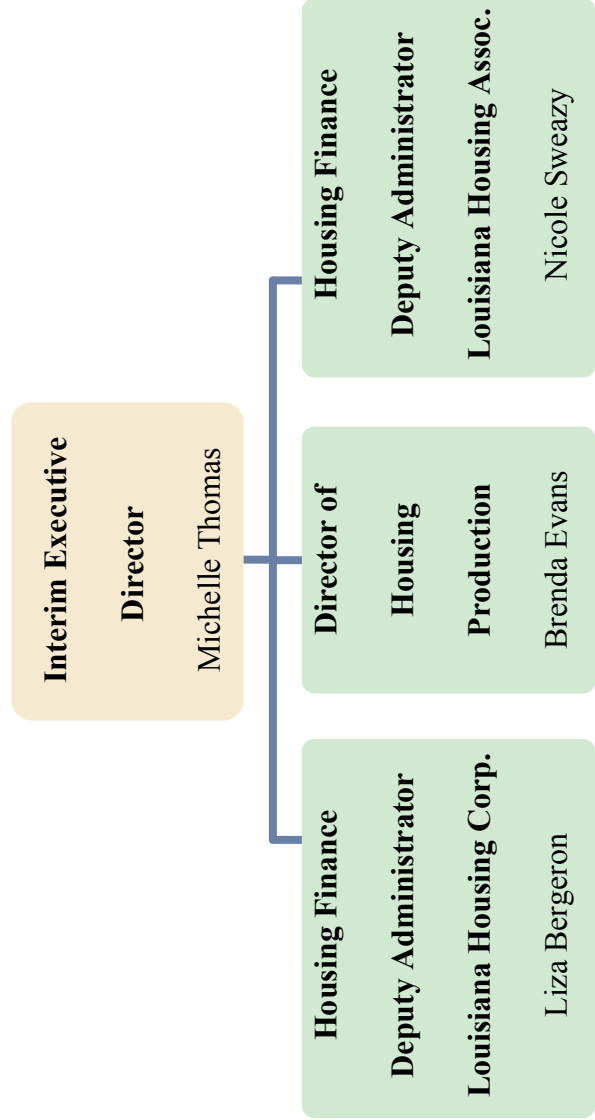 Interim Executive
Director
Michelle Thomas
Housing Finance
Deputy Administrator
Louisiana Housing Corp.
Liza Bergeron
Director of
Housing
Production
Brenda Evans
Housing Finance
Deputy Administrator
Louisiana Housing Assoc.
Nicole Sweazy